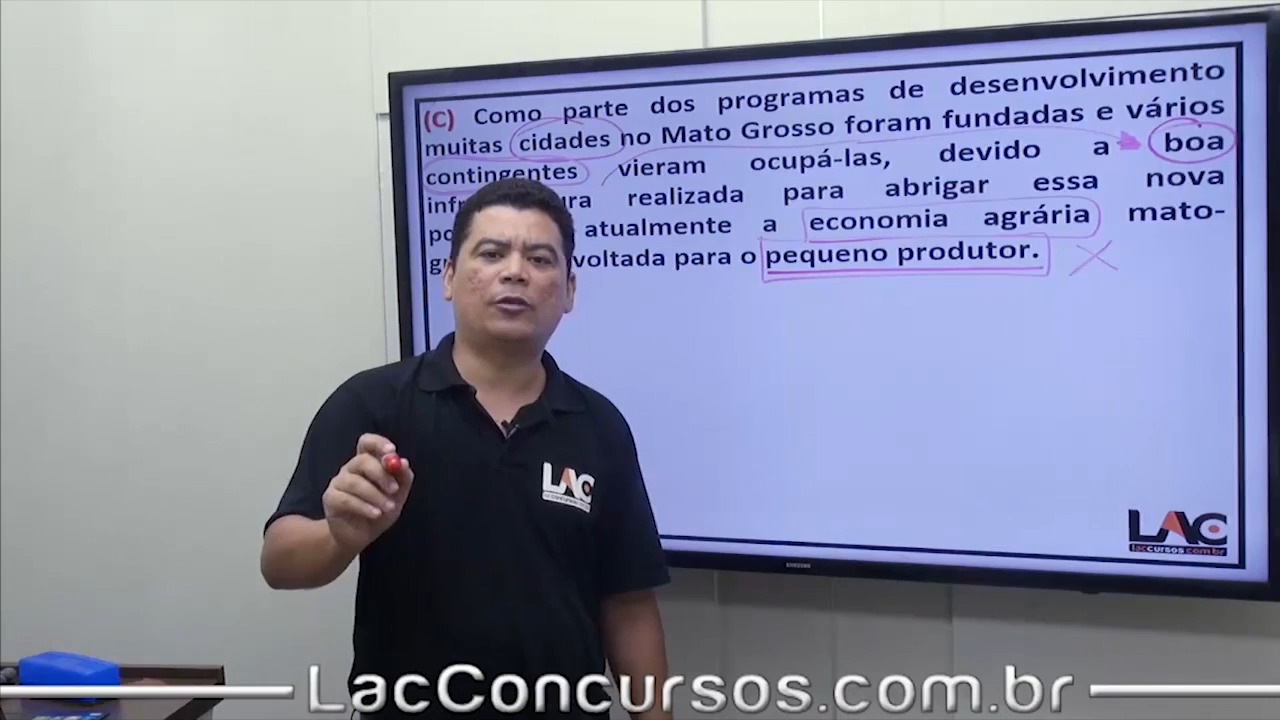 (C) Como parte dos programas de desenvolvimento
muitas cidades no Mato Grosso foram fundadas e vários
contingentes vieram ocupá-las, devido a boa
realizada para abrigar essa nova
atualmente a economia agrária mato-
voltada para o pequeno produtor.
LAC
LAC
laccursos.com.br
SAMSUNG
LacConcursos.com.br